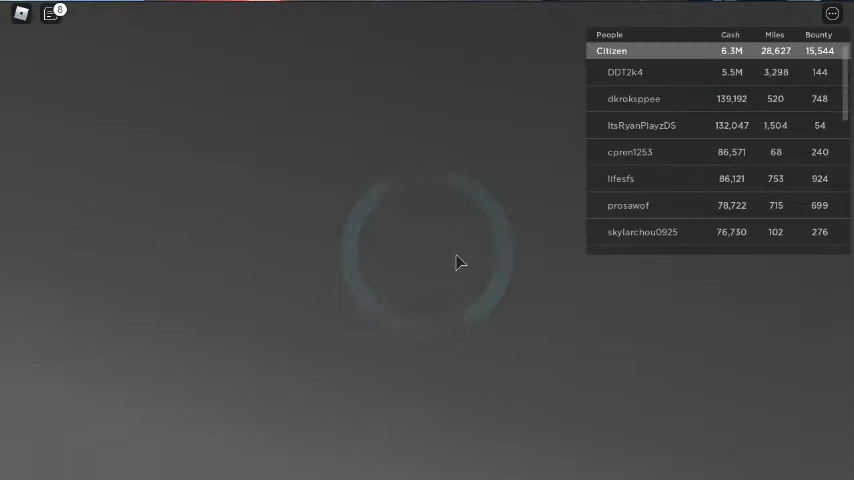 8
People Cash Miles Bounty
Citizen 6.3M 28,627 15,544
DDT2k4 5.5M 3,298 144
dkroksppee 139,192 520 748
ItsRyanPlayzDS 132,047 1,504 54
cpren1253 86,571 68 240
lifesfs 86,121 753 924
prosawof 78,722 715 699
skylarchou0925 76,730 102 276